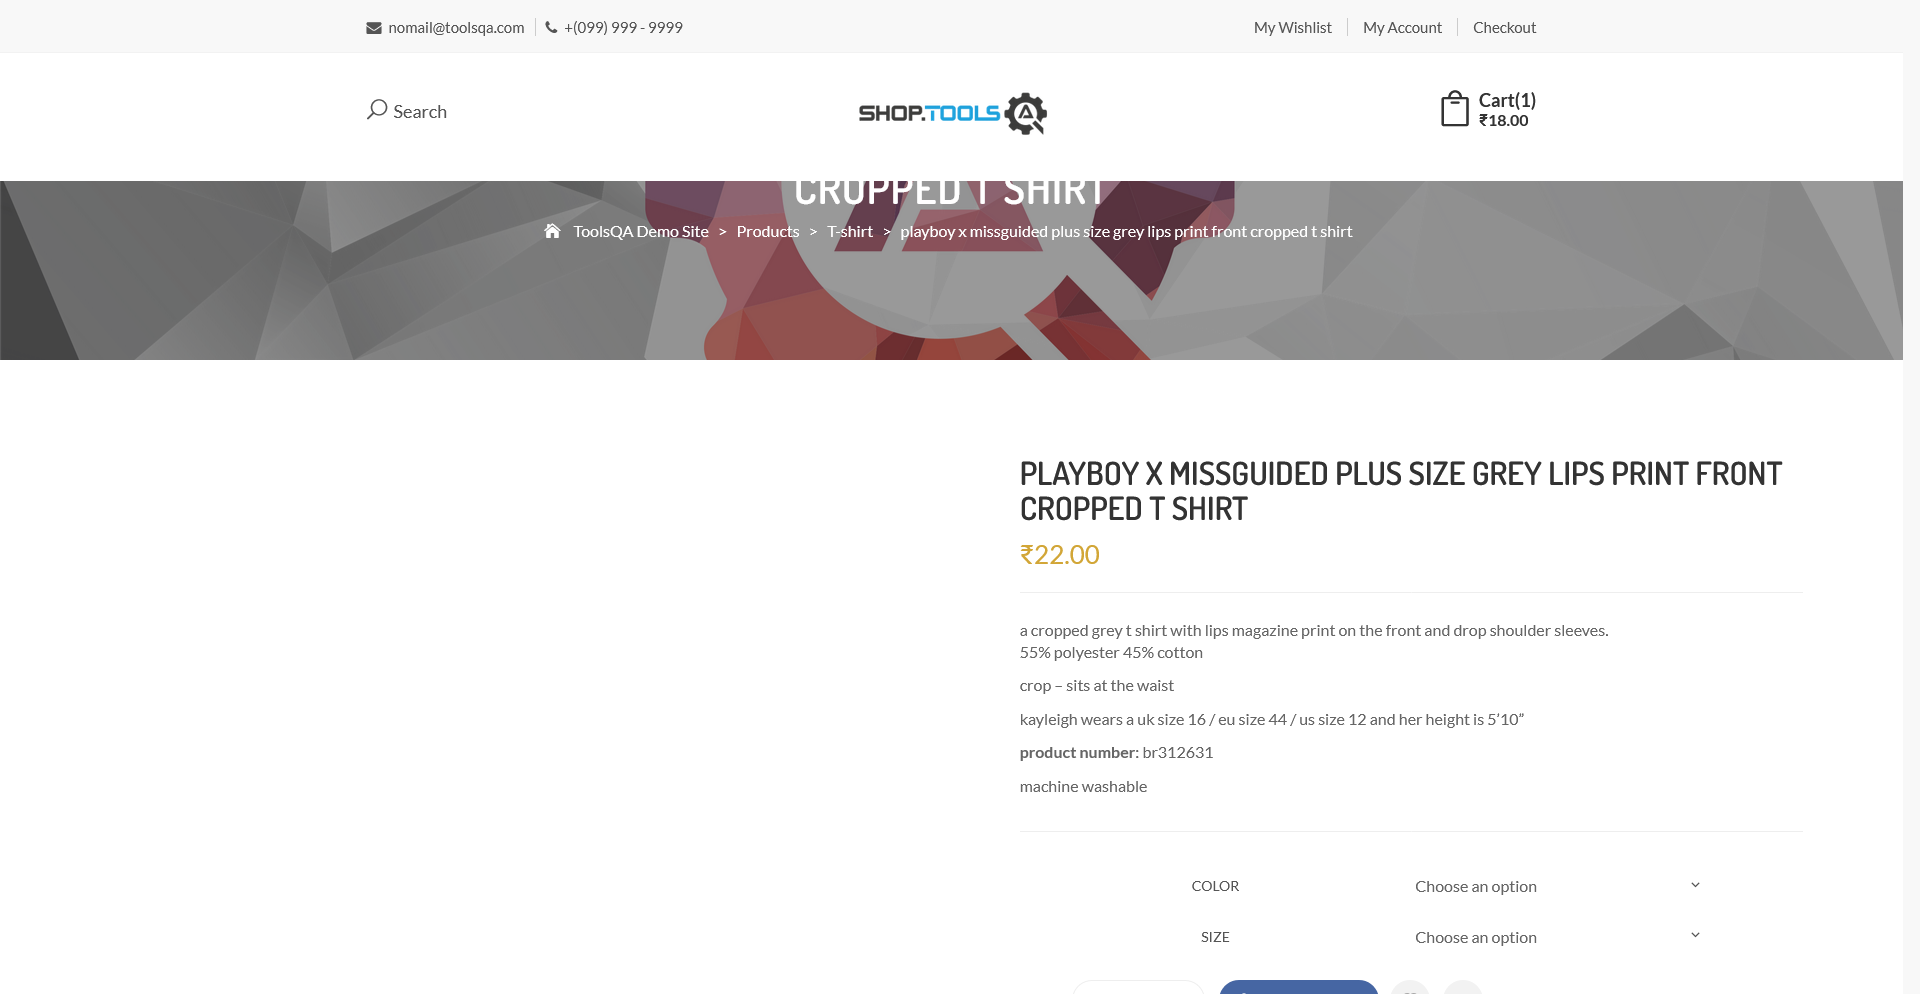 nomail@toolsqa.com
+(099) 999 - 9999
My Wishlist
My Account
Checkout
Search
SHOP.TOOLS
Cart(1)
₹18.00
CROPPED T SHIRT
ToolsQA Demo Site > Products > T-shirt > playboy x missguided plus size grey lips print front cropped t shirt
PLAYBOY X MISSGUIDED PLUS SIZE GREY LIPS PRINT FRONT
CROPPED T SHIRT
₹22.00
a cropped grey t shirt with lips magazine print on the front and drop shoulder sleeves.
55% polyester 45% cotton
crop – sits at the waist
kayleigh wears a uk size 16 / eu size 44 / us size 12 and her height is 5’10”
product number: br312631
machine washable
COLOR
Choose an option
SIZE
Choose an option